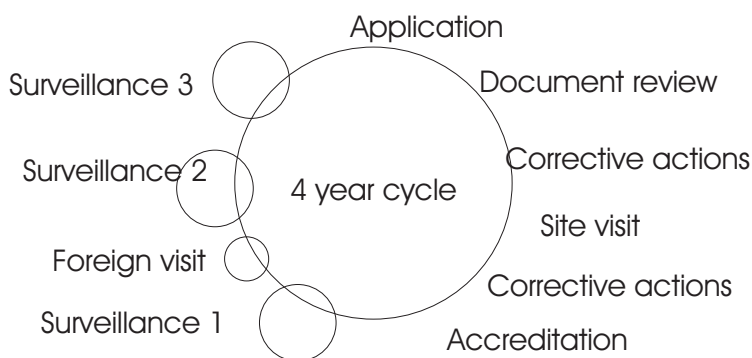 Application
Surveillance 3
Document review
Corrective actions
Surveillance 2
4 year cycle
Site visit
Foreign visit
Corrective actions
Surveillance 1
Accreditation